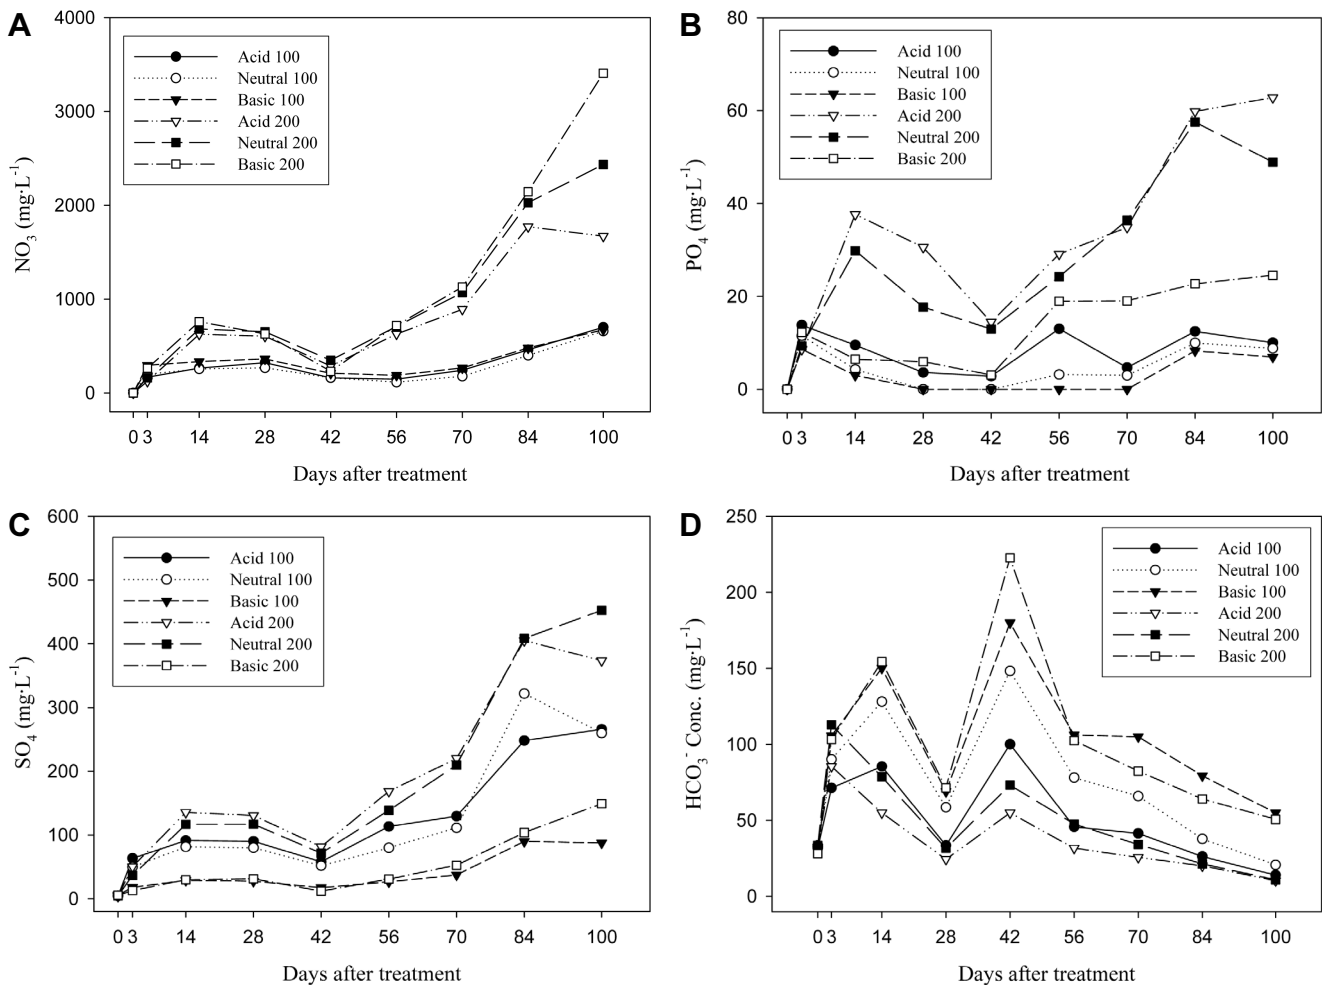 A
4000
3000
2000
1000
0
NO3 (mg·L-1)
Acid 100
Neutral 100
Basic 100
Acid 200
Neutral 200
Basic 200
0 3 14 28 42 56 70 84 100
Days after treatment
B
80
60
40
20
0
PO4 (mg·L-1)
Acid 100
Neutral 100
Basic 100
Acid 200
Neutral 200
Basic 200
0 3 14 28 42 56 70 84 100
Days after treatment
C
600
500
400
300
200
100
0
SO4 (mg·L-1)
Acid 100
Neutral 100
Basic 100
Acid 200
Neutral 200
Basic 200
0 3 14 28 42 56 70 84 100
Days after treatment
D
250
200
150
100
50
0
HCO3- Conc. (mg·L-1)
Acid 100
Neutral 100
Basic 100
Acid 200
Neutral 200
Basic 200
0 3 14 28 42 56 70 84 100
Days after treatment